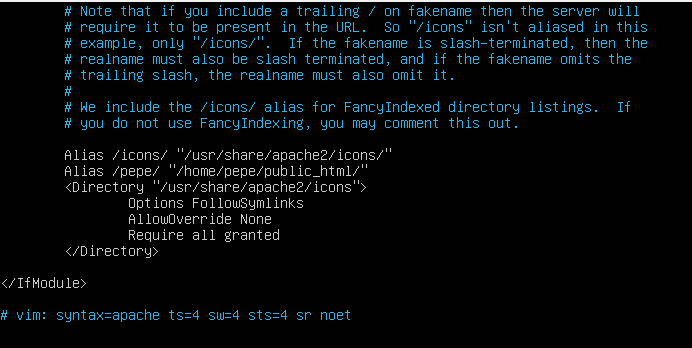 # Note that if you include a trailing / on fakename then the server will
# require it to be present in the URL.  So "/icons" isn't aliased in this
# example, only "/icons/".  If the fakename is slash-terminated, then the
# realname must also be slash terminated, and if the fakename omits the
# trailing slash, the realname must also omit it.
#
# We include the /icons/ alias for FancyIndexed directory listings.  If
# you do not use FancyIndexing, you may comment this out.
Alias /icons/ "/usr/share/apache2/icons/"
Alias /pepe/ "/home/pepe/public_html/"
<Directory "/usr/share/apache2/icons">
Options FollowSymlinks
AllowOverride None
Require all granted
</Directory>
</IfModule>
# vim: syntax=apache ts=4 sw=4 sts=4 sr noet